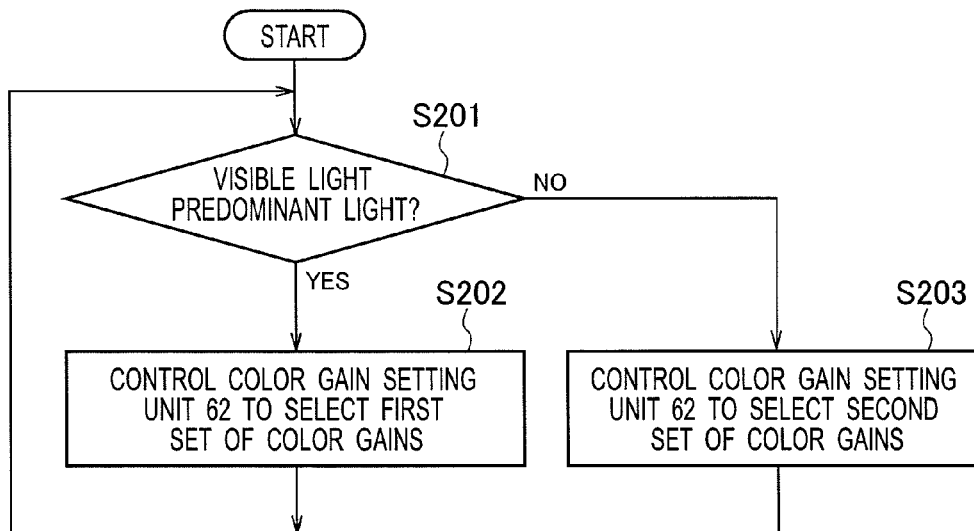 START
S201
VISIBLE LIGHT
PREDOMINANT LIGHT?
NO
YES
S202
CONTROL COLOR GAIN SETTING
UNIT 62 TO SELECT FIRST
SET OF COLOR GAINS
S203
CONTROL COLOR GAIN SETTING
UNIT 62 TO SELECT SECOND
SET OF COLOR GAINS